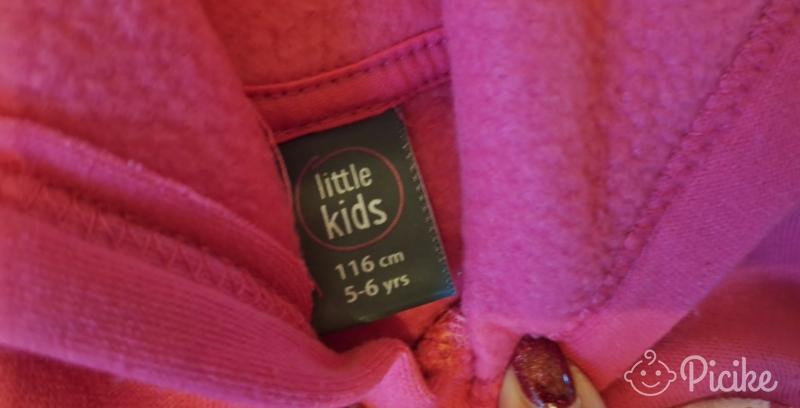 little
kids
116 cm
5-6 yrs
Picike